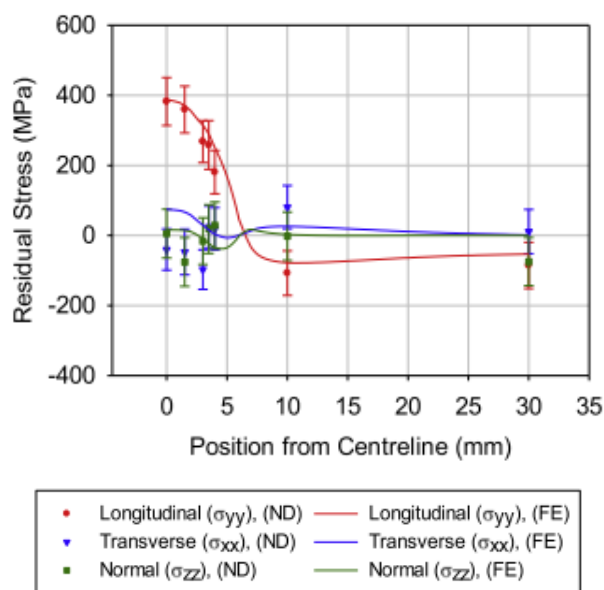 600
400
200
0
-200
-400
Residual Stress (MPa)
0 5 10 15 20 25 30 35
Position from Centreline (mm)
Longitudinal (σyy), (ND) Longitudinal (σyy), (FE)
Transverse (σxx), (ND) Transverse (σxx), (FE)
Normal (σzz), (ND) Normal (σzz), (FE)